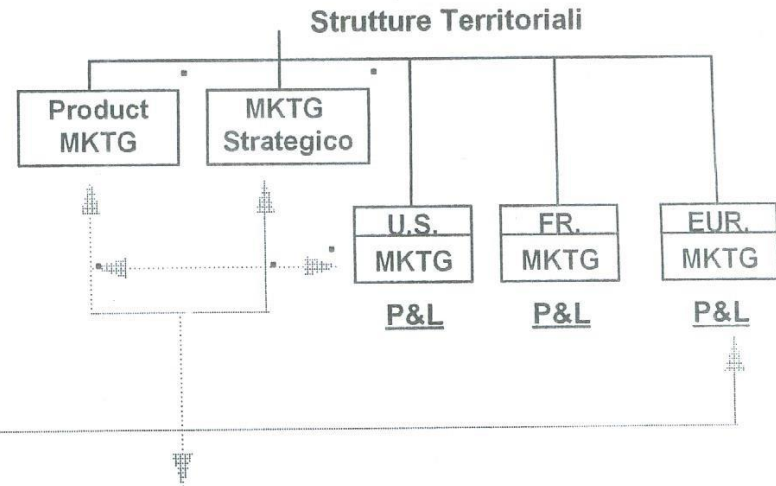 Strutture Territoriali
Product
MKTG
MKTG
Strategico
U.S.
MKTG
FR.
MKTG
EUR.
MKTG
P&L
P&L
P&L